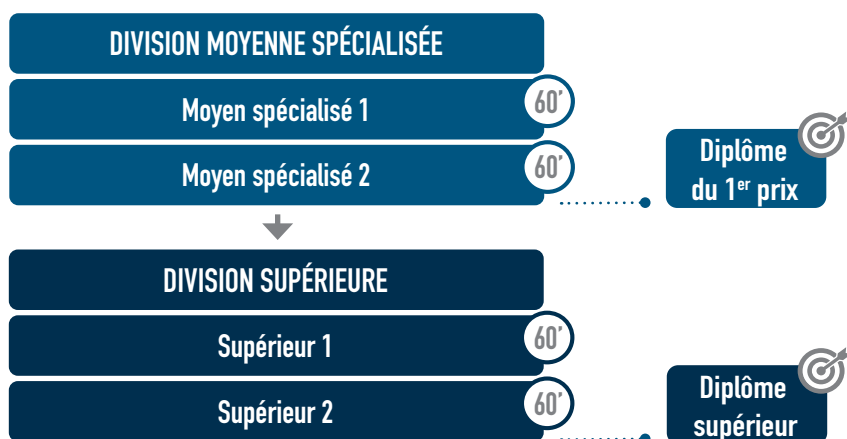 DIVISION MOYENNE SPÉCIALISÉE
Moyen spécialisé 1
60’
Moyen spécialisé 2
60’
Diplôme
du 1er prix
DIVISION SUPÉRIEURE
Supérieur 1
60’
Supérieur 2
60’
Diplôme
supérieur